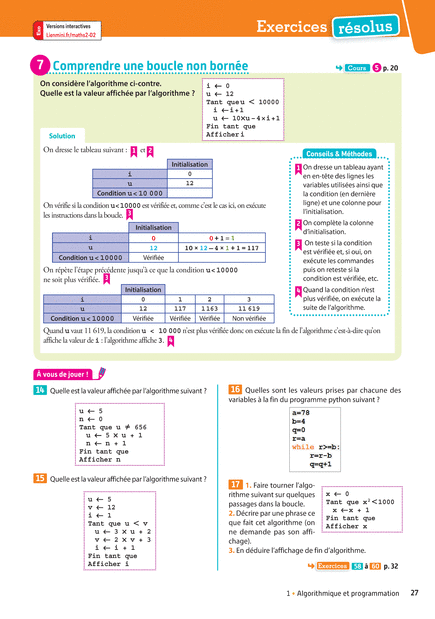 Exo
Versions interactives
Lienmini.fr/maths2-02
Exercices résolus
7 Comprendre une boucle non bornée
Cours 5 p. 20
On considère l'algorithme ci-contre.
Quelle est la valeur affichée par l'algorithme ?
i ← 0
u ← 12
Tant que u < 10000
i ← i+1
u ← 10×u-4×i+1
Fin tant que
Afficher i
Solution
On dresse le tableau suivant : 1 et 2
Initialisation
i 0
u 12
Condition u < 10 000
On vérifie si la condition u<10000 est vérifiée et, comme c'est le cas ici, on exécute
les instructions dans la boucle. 3
Initialisation
i 0 0 + 1 = 1
u 12 10 × 12 – 4 × 1 + 1 = 117
Condition u < 10000 Vérifiée
On répète l'étape précédente jusqu'à ce que la condition u<10000
ne soit plus vérifiée. 3
Initialisation
i 0 1 2 3
u 12 117 1 163 11 619
Condition u < 10000 Vérifiée Vérifiée Vérifiée Non vérifiée
Quand u vaut 11 619, la condition u < 10 000 n'est plus vérifiée donc on exécute la fin de l'algorithme c'est-à-dire qu'on
affiche la valeur de i : l'algorithme affiche 3. 4
Conseils & Méthodes
1 On dresse un tableau ayant
en en-tête des lignes les
variables utilisées ainsi que
la condition (en dernière
ligne) et une colonne pour
l'initialisation.
2 On complète la colonne
d'initialisation.
3 On teste si la condition
est vérifiée et, si oui, on
exécute les commandes
puis on reteste si la
condition est vérifiée, etc.
4 Quand la condition n'est
plus vérifiée, on exécute la
suite de l'algorithme.
À vous de jouer !
14 Quelle est la valeur affichée par l'algorithme suivant ?
u ← 5
n ← 0
Tant que u ≠ 656
u ← 5 × u + 1
n ← n + 1
Fin tant que
Afficher n
15 Quelle est la valeur affichée par l'algorithme suivant ?
u ← 5
v ← 12
i ← 1
Tant que u < v
u ← 3 × u + 2
v ← 2 × v + 3
i ← i + 1
Fin tant que
Afficher i
16 Quelles sont les valeurs prises par chacune des
variables à la fin du programme python suivant ?
a=78
b=4
q=0
r=a
while r>=b:
r=r-b
q=q+1
17 1. Faire tourner l'algo-
rithme suivant sur quelques
passages dans la boucle.
2. Décrire par une phrase ce
que fait cet algorithme (on
ne demande pas son affi-
chage).
3. En déduire l'affichage de fin d'algorithme.
x ← 0
Tant que x²<1000
x ←x + 1
Fin tant que
Afficher x
Exercices 58 à 60 p. 32
1 • Algorithmique et programmation 27